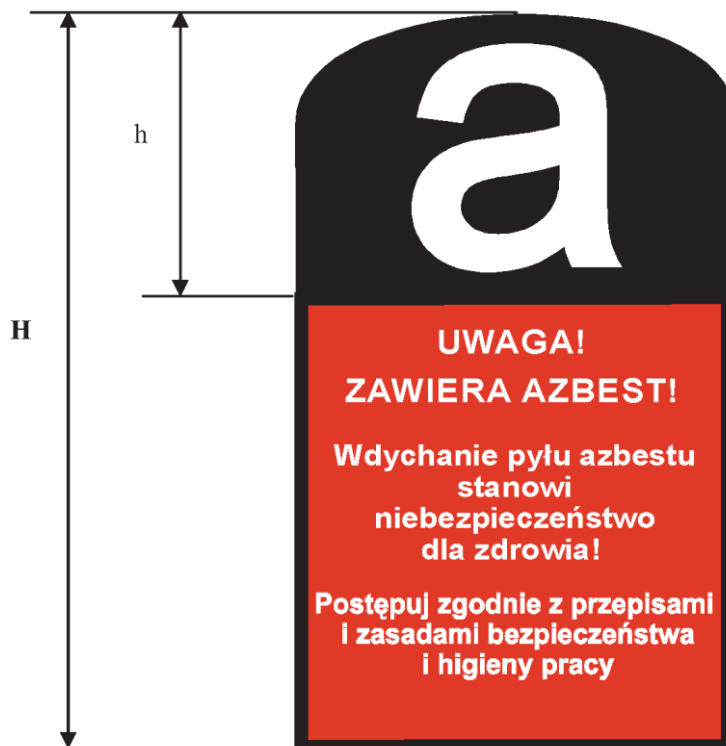 h
a
H
UWAGA!
ZAWIERA AZBEST!
Wdychanie pyłu azbestu
stanowi
niebezpieczeństwo
dla zdrowia!
Postępuj zgodnie z przepisami
i zasadami bezpieczeństwa
i higieny pracy